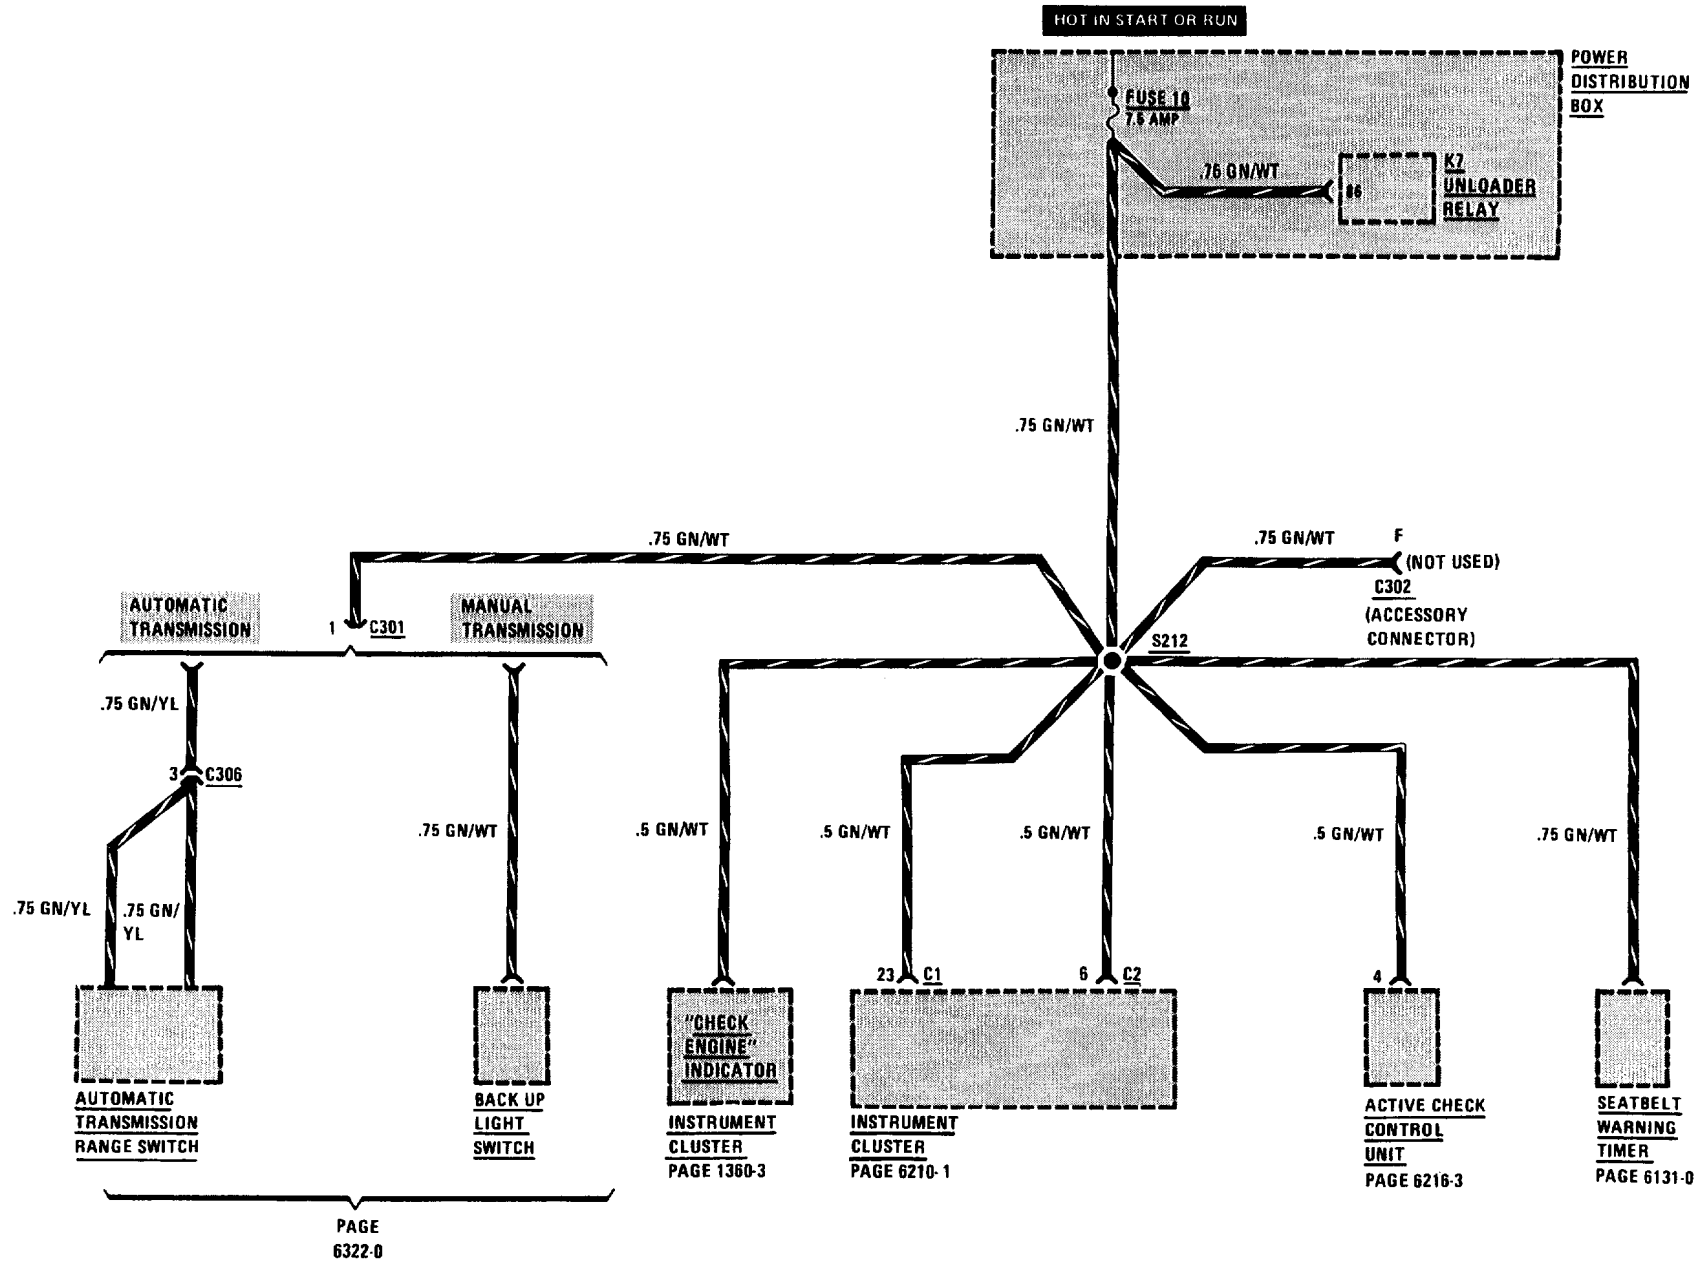 HOT IN START OR RUN
POWER
DISTRIBUTION
BOX
FUSE 10
7.5 AMP
.75 GN/WT
K7
UNLOADER
RELAY
86
.75 GN/WT
.75 GN/WT
.75 GN/WT
F
(NOT USED)
C302
(ACCESSORY
CONNECTOR)
AUTOMATIC
TRANSMISSION
1
C301
MANUAL
TRANSMISSION
S212
.75 GN/YL
3
C306
.75 GN/WT
.5 GN/WT
.5 GN/WT
.5 GN/WT
.5 GN/WT
.75 GN/WT
.75 GN/YL
.75 GN/
YL
23
C1
6
C2
4
"CHECK
ENGINE"
INDICATOR
AUTOMATIC
TRANSMISSION
RANGE SWITCH
BACK UP
LIGHT
SWITCH
INSTRUMENT
CLUSTER
PAGE 1360-3
INSTRUMENT
CLUSTER
PAGE 6210-1
ACTIVE CHECK
CONTROL
UNIT
PAGE 6216-3
SEATBELT
WARNING
TIMER
PAGE 6131-0
PAGE
6322-0